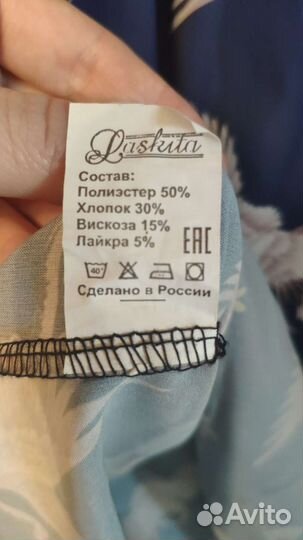 Laskita
Состав:
Полиэстер 50%
Хлопок 30%
Вискоза 15%
Лайкра 5%
EAC
40°
Сделано в России
Avito